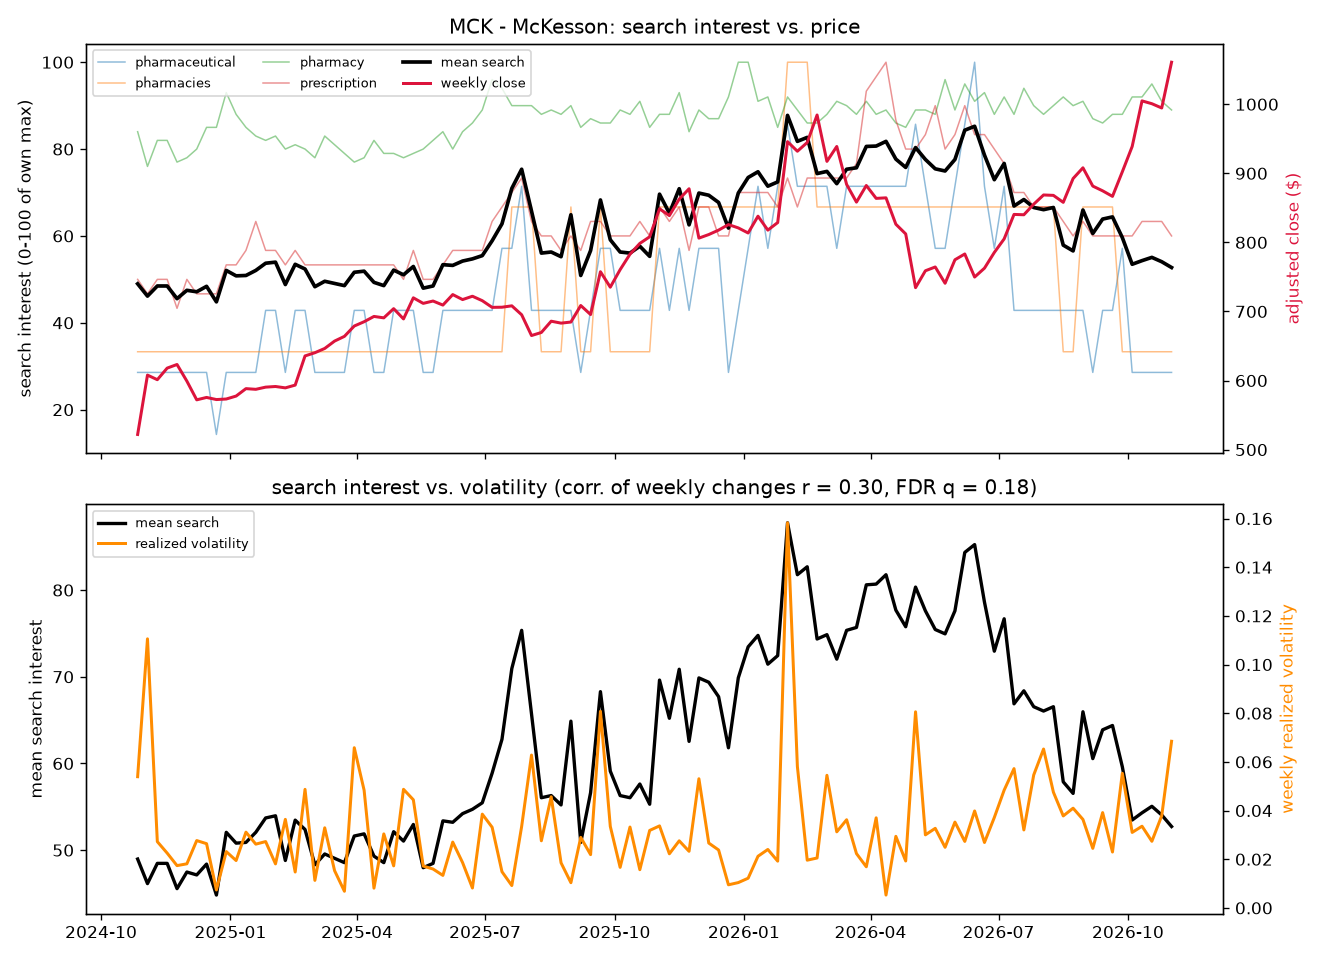 MCK - McKesson: search interest vs. price
pharmaceutical
pharmacies
pharmacy
prescription
mean search
weekly close
search interest (0-100 of own max)
100
80
60
40
20
adjusted close ($)
1000
900
800
700
600
500
search interest vs. volatility (corr. of weekly changes r = 0.30, FDR q = 0.18)
mean search
realized volatility
mean search interest
80
70
60
50
weekly realized volatility
0.16
0.14
0.12
0.10
0.08
0.06
0.04
0.02
0.00
2024-10
2025-01
2025-04
2025-07
2025-10
2026-01
2026-04
2026-07
2026-10